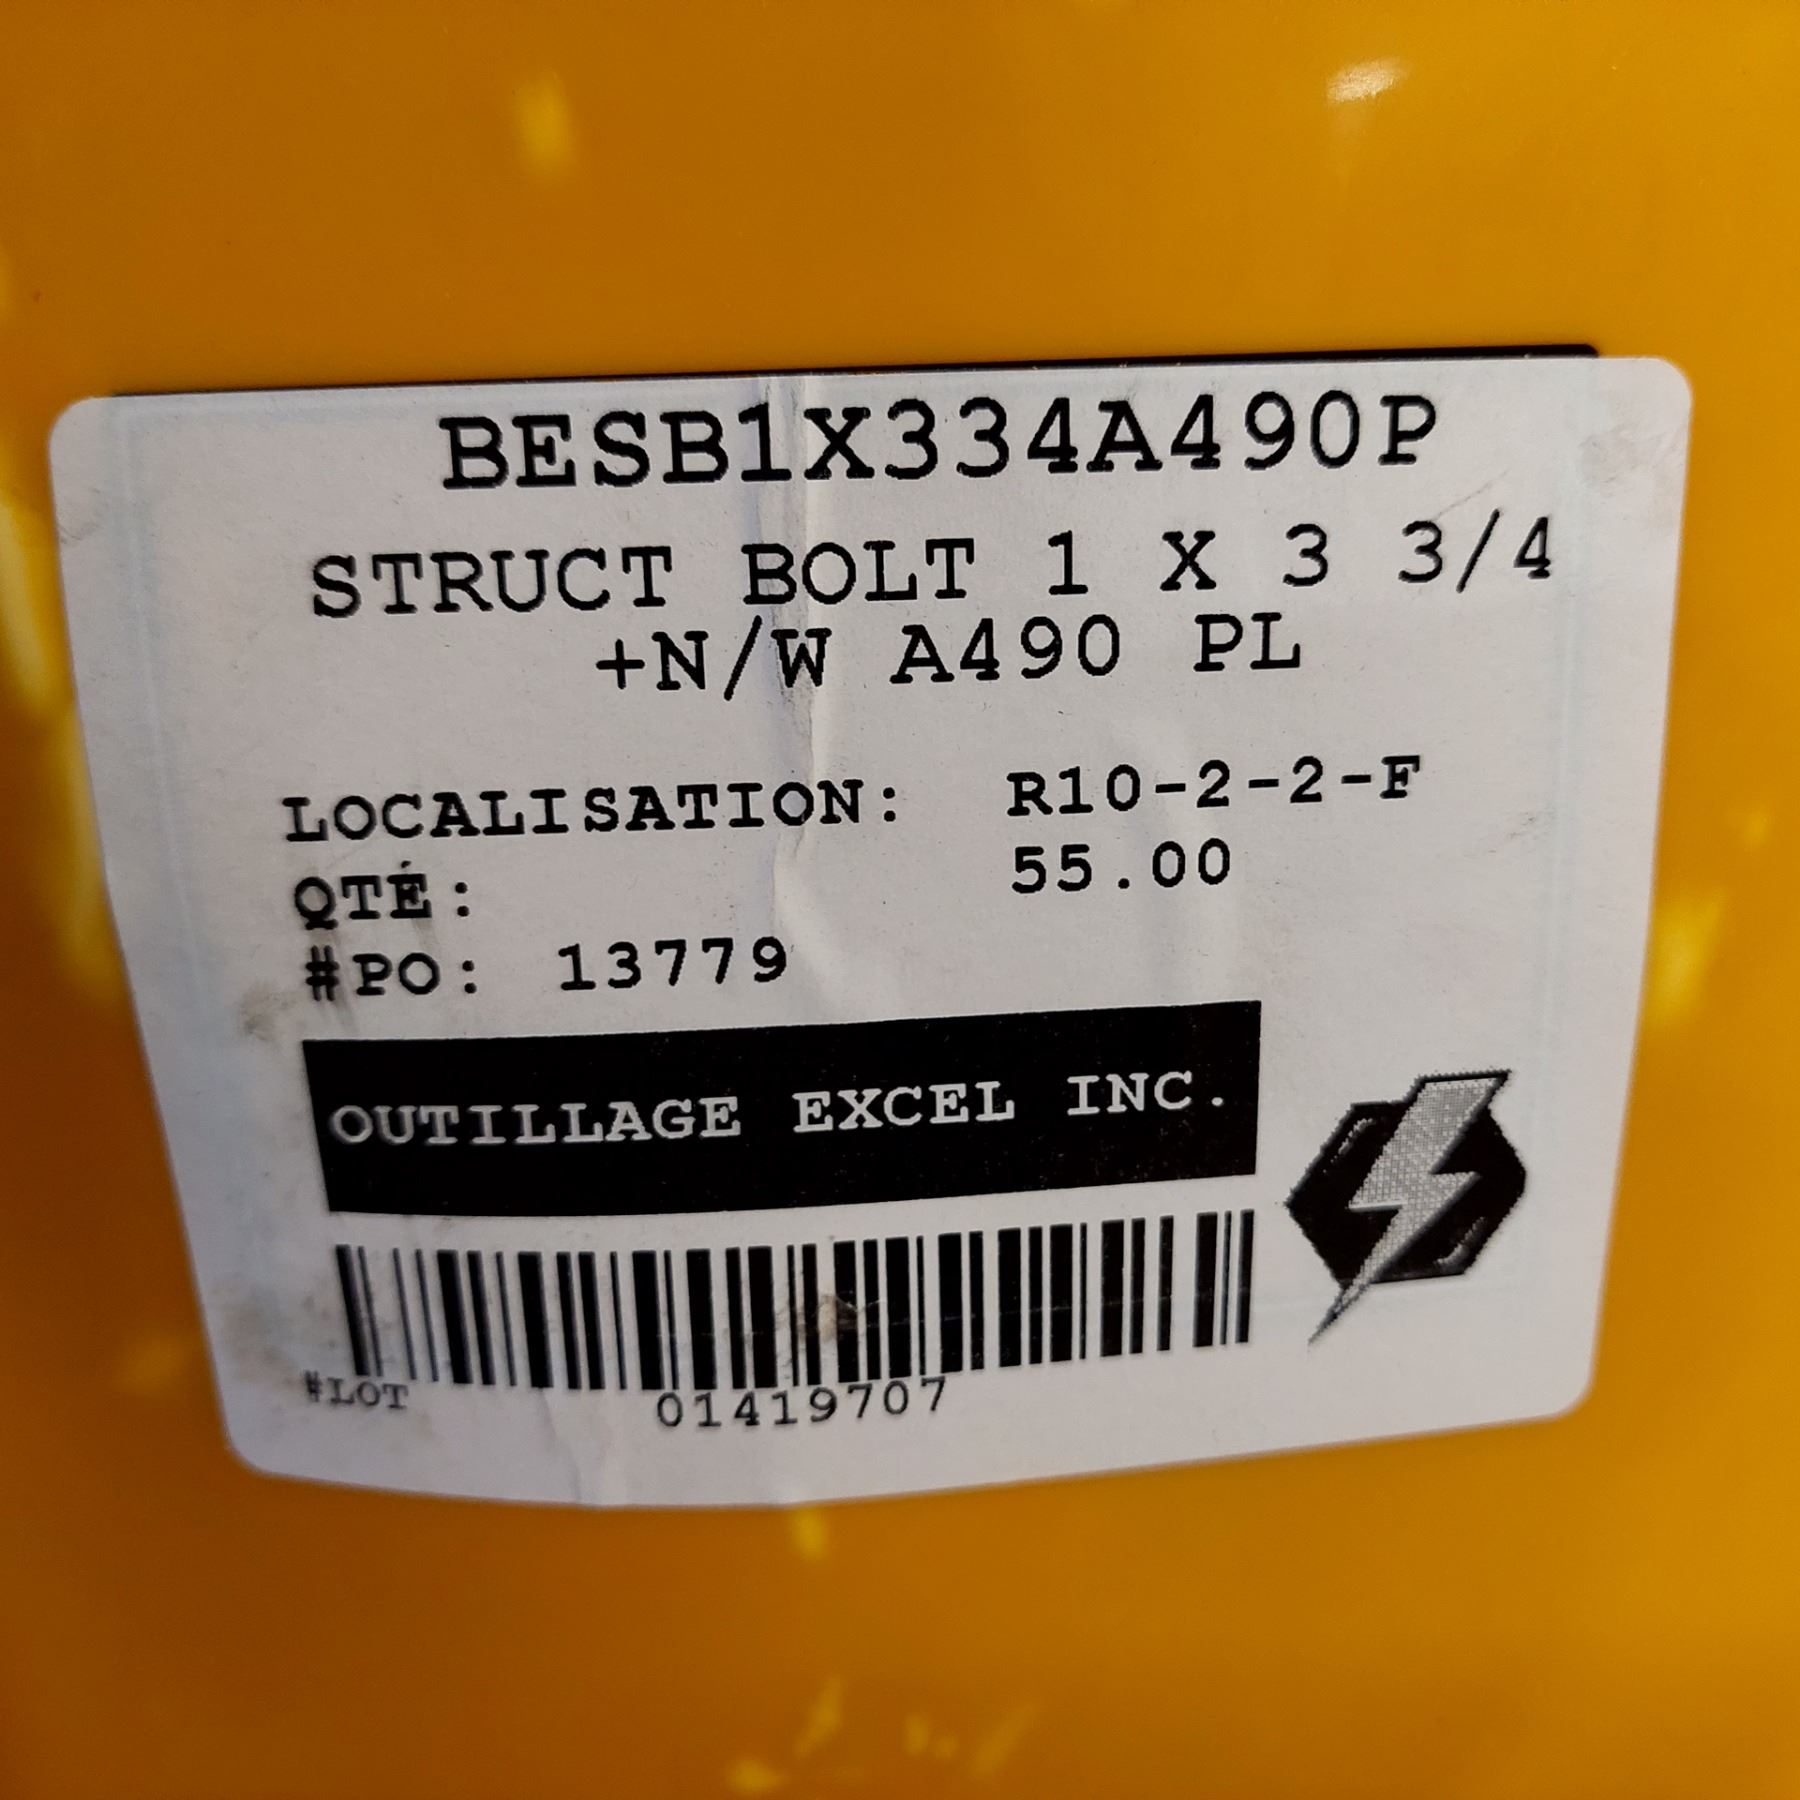 BESB1X334A490P
STRUCT BOLT 1 X 3 3/4
+N/W A490 PL
LOCALISATION: R10-2-2-F
QTÉ: 55.00
#PO: 13779
OUTILLAGE EXCEL INC.
#LOT 01419707